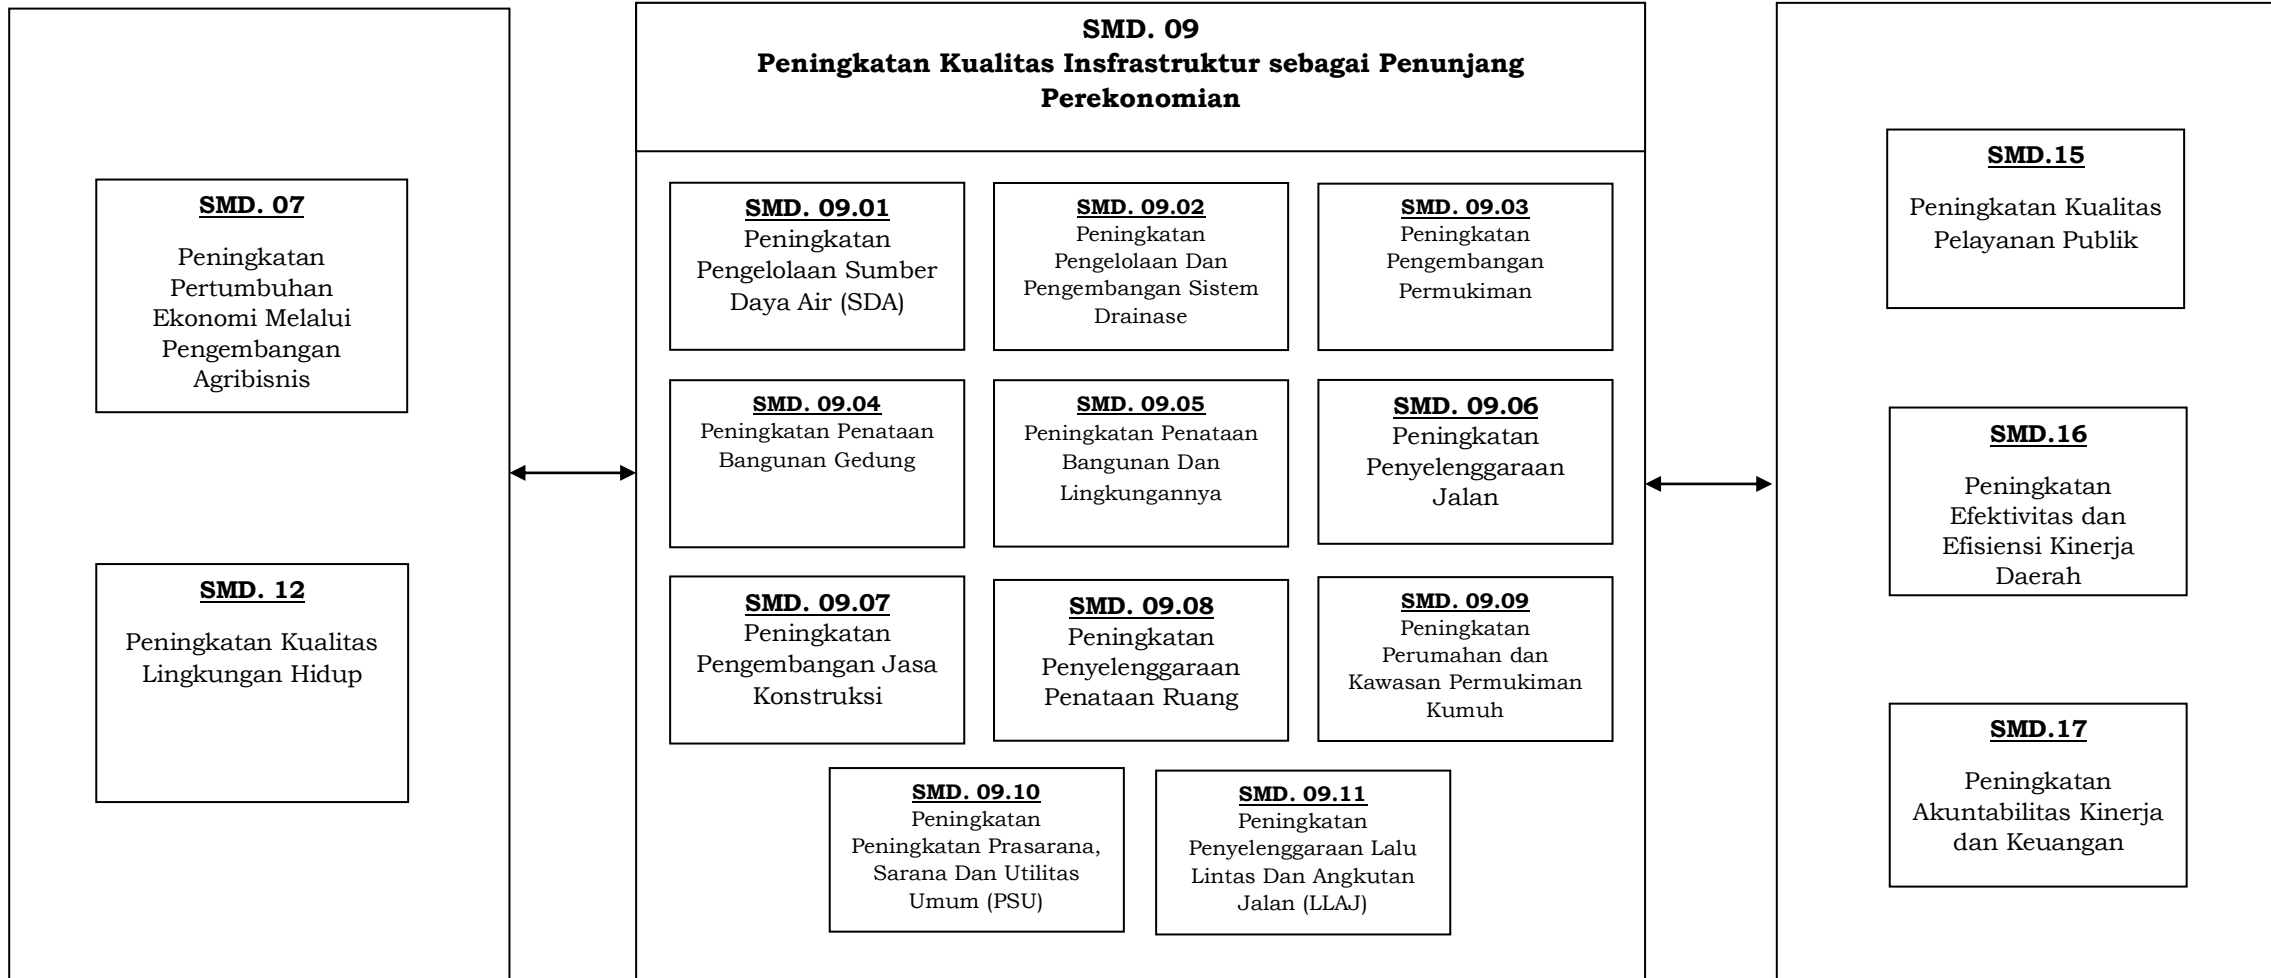 SMD. 07
Peningkatan
Pertumbuhan
Ekonomi Melalui
Pengembangan
Agribisnis
SMD. 12
Peningkatan Kualitas
Lingkungan Hidup
SMD. 09
Peningkatan Kualitas Insfrastruktur sebagai Penunjang
Perekonomian
SMD. 09.01
Peningkatan
Pengelolaan Sumber
Daya Air (SDA)
SMD. 09.02
Peningkatan
Pengelolaan Dan
Pengembangan Sistem
Drainase
SMD. 09.03
Peningkatan
Pengembangan
Permukiman
SMD. 09.04
Peningkatan Penataan
Bangunan Gedung
SMD. 09.05
Peningkatan Penataan
Bangunan Dan
Lingkungannya
SMD. 09.06
Peningkatan
Penyelenggaraan
Jalan
SMD. 09.07
Peningkatan
Pengembangan Jasa
Konstruksi
SMD. 09.08
Peningkatan
Penyelenggaraan
Penataan Ruang
SMD. 09.09
Peningkatan
Perumahan dan
Kawasan Permukiman
Kumuh
SMD. 09.10
Peningkatan
Peningkatan Prasarana,
Sarana Dan Utilitas
Umum (PSU)
SMD. 09.11
Peningkatan
Penyelenggaraan Lalu
Lintas Dan Angkutan
Jalan (LLAJ)
SMD.15
Peningkatan Kualitas
Pelayanan Publik
SMD.16
Peningkatan
Efektivitas dan
Efisiensi Kinerja
Daerah
SMD.17
Peningkatan
Akuntabilitas Kinerja
dan Keuangan